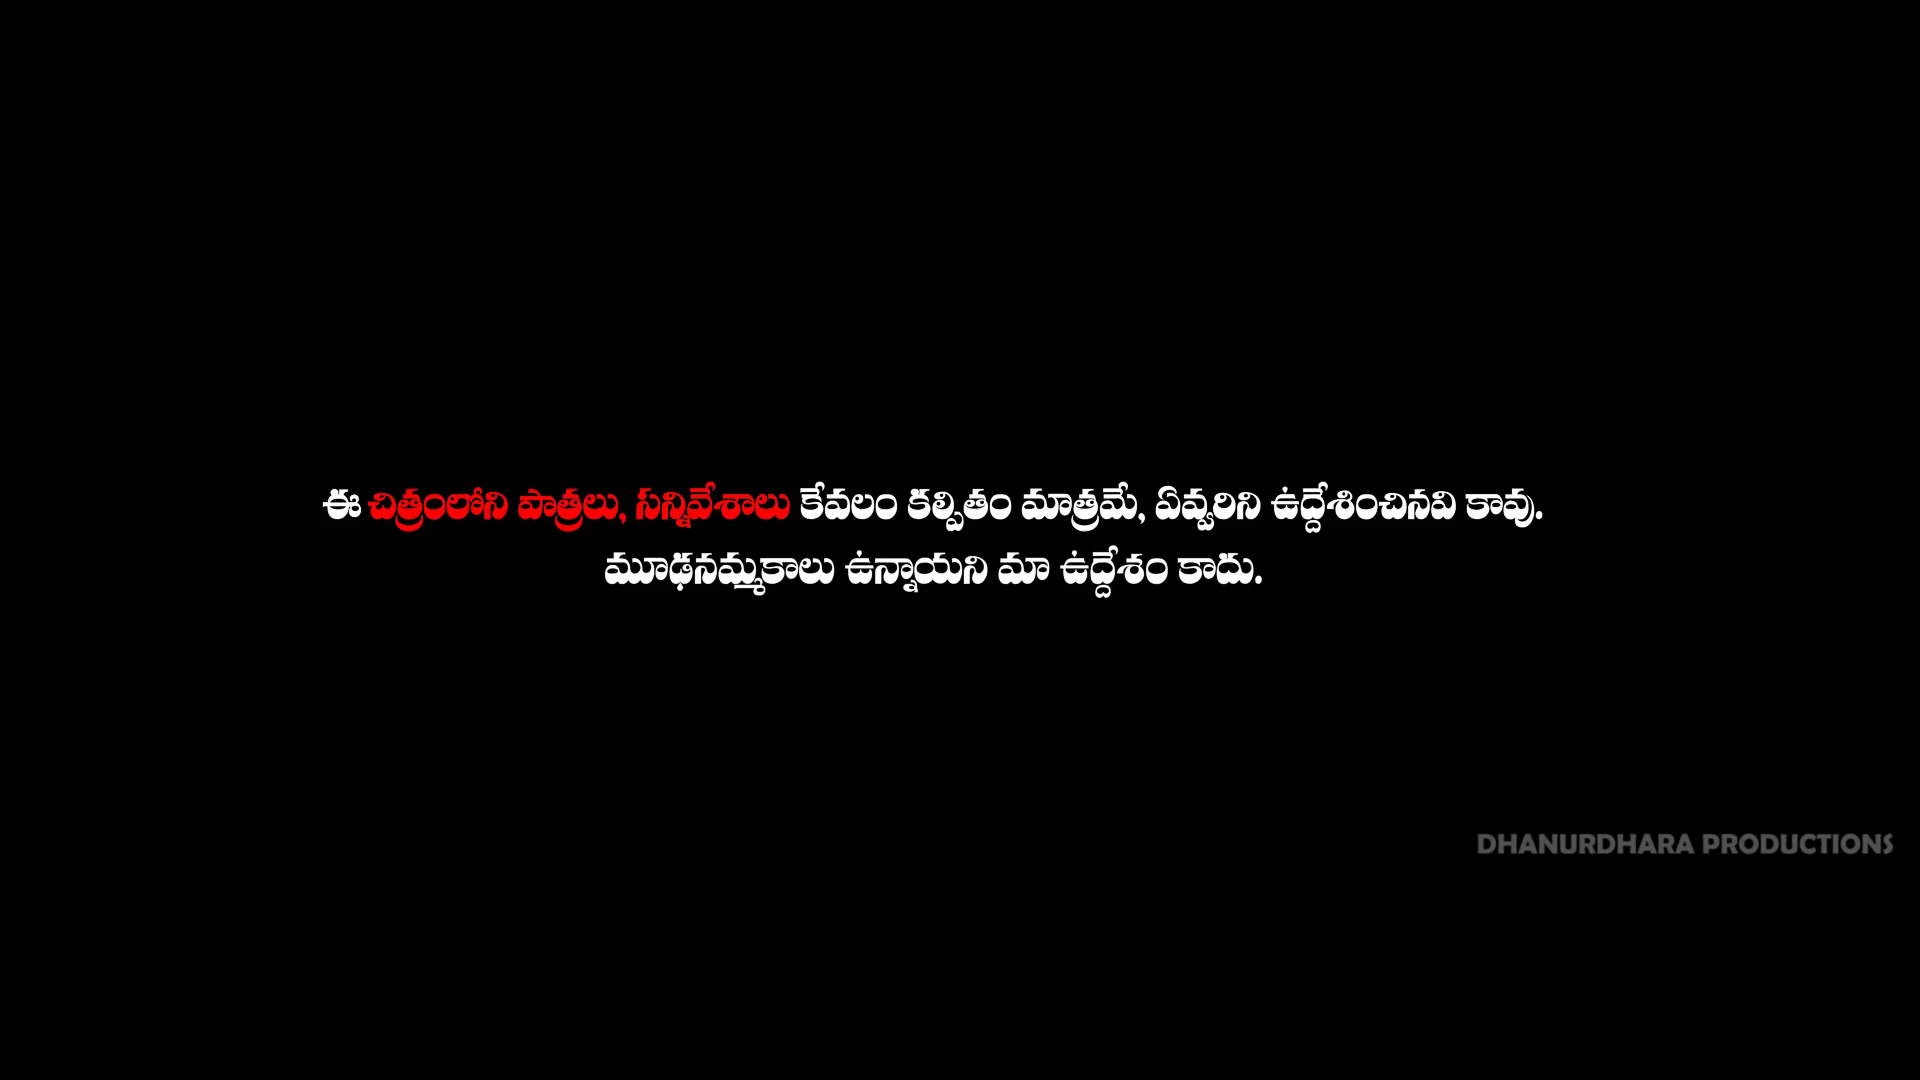 ఈ చిత్రంలోని పాత్రలు, సన్నివేశాలు కేవలం కల్పితం మాత్రమే, ఏవ్వరిని ఉద్దేశించినవి కావు.
మూఢనమ్మకాలు ఉన్నాయని మా ఉద్దేశం కాదు.
DHANURDHARA PRODUCTIONS